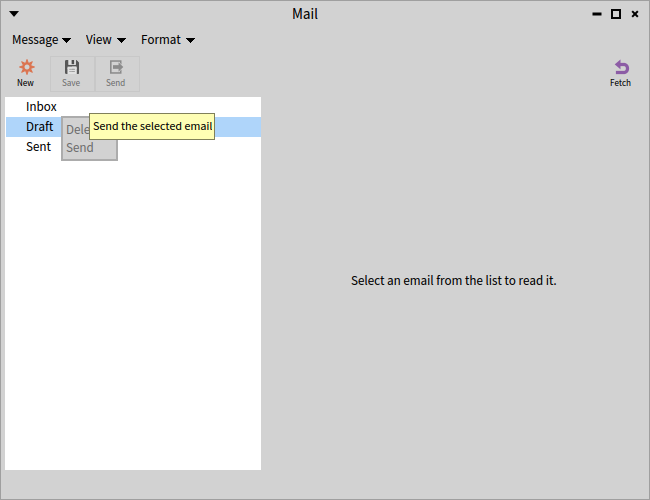 Mail
Message View Format
New Save Send Fetch
Inbox
Draft
Sent
Dele
Send the selected email
Send
Select an email from the list to read it.